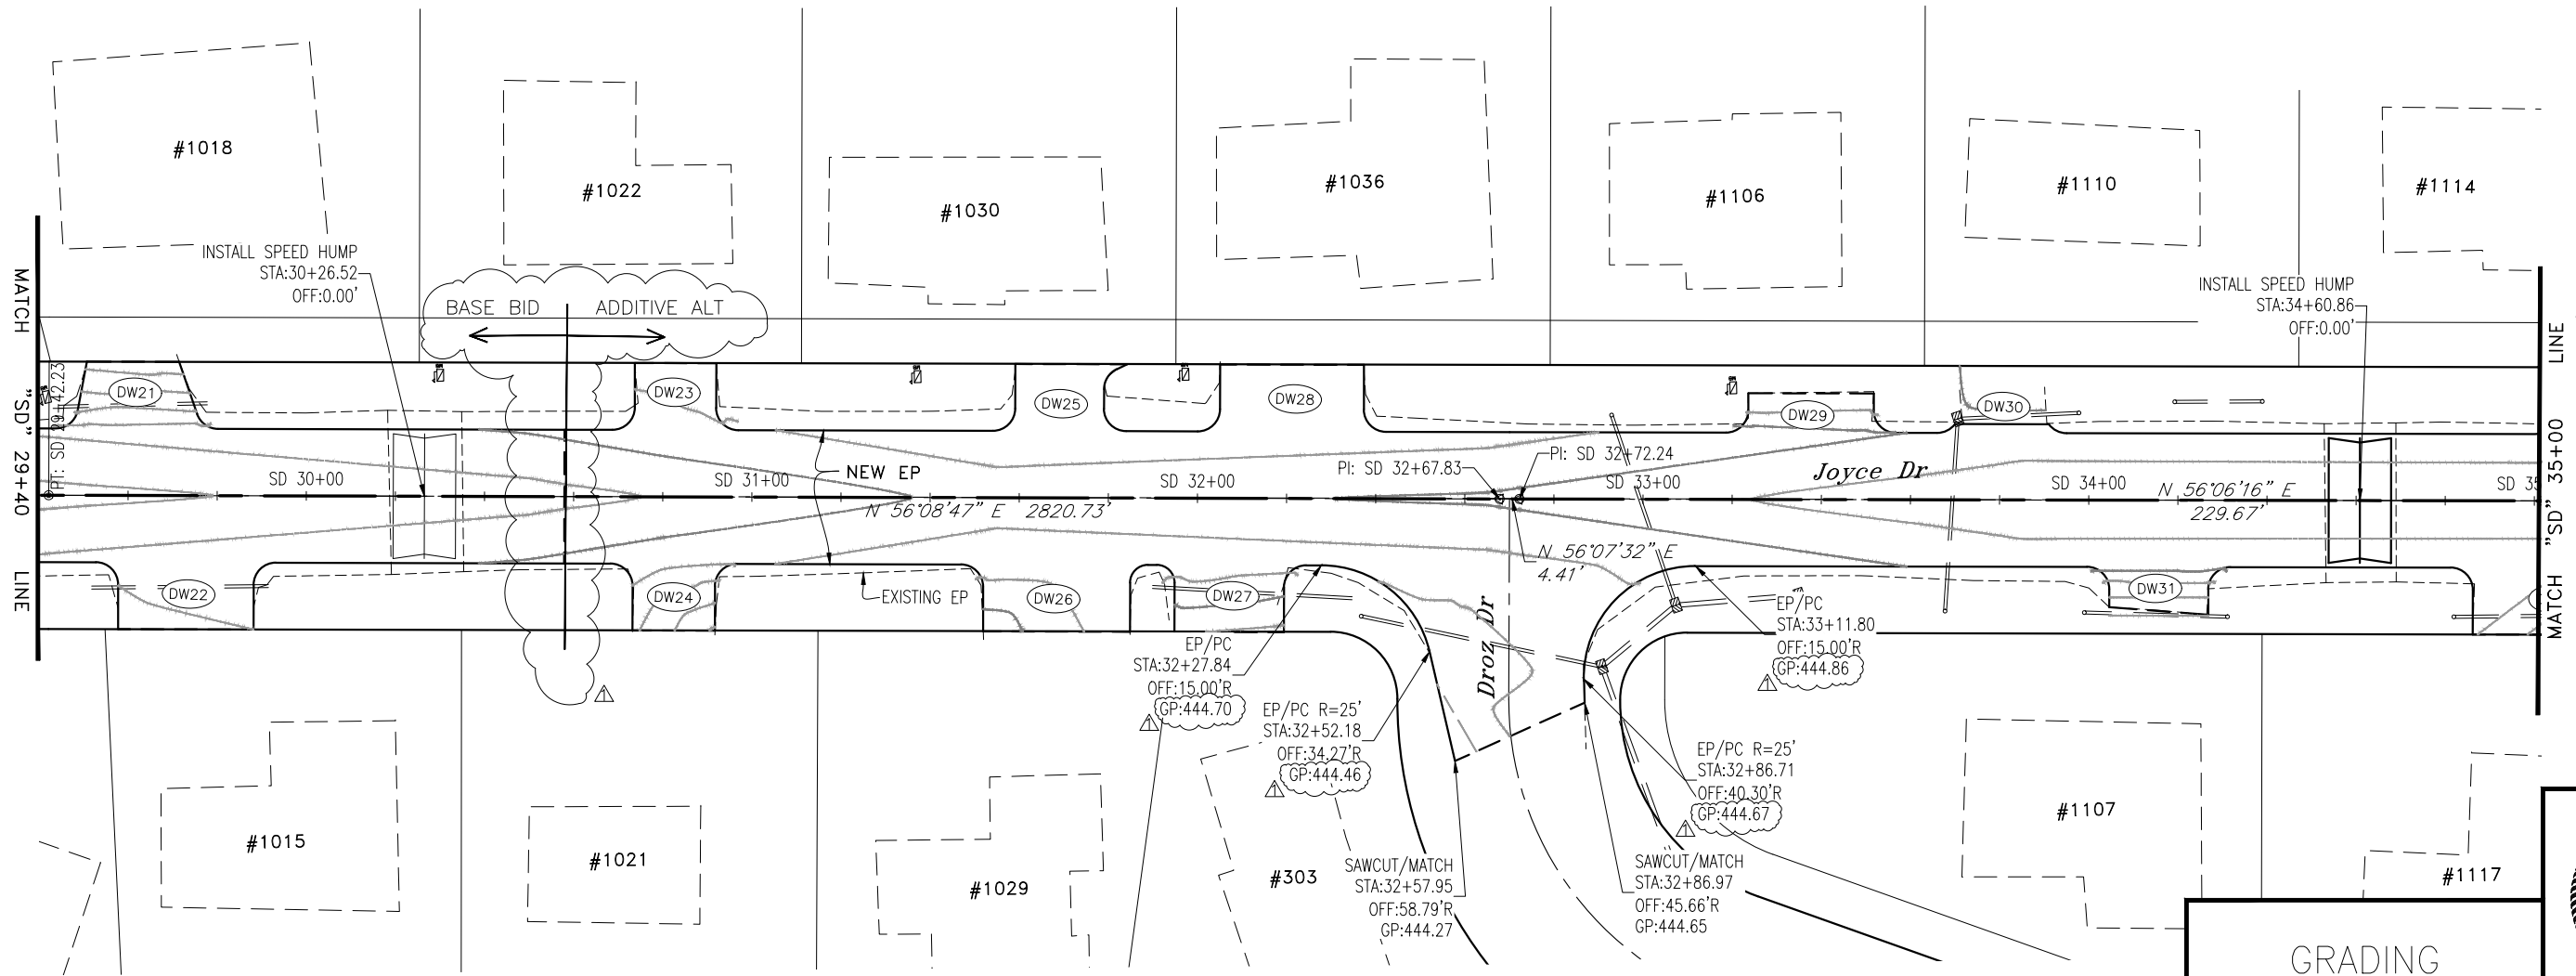 #1018
#1022
#1030
#1036
#1106
#1110
#1114
INSTALL SPEED HUMP
STA:30+26.52
OFF:0.00'
BASE BID
ADDITIVE ALT
INSTALL SPEED HUMP
STA:34+60.86
OFF:0.00'
MATCH LINE
"SD" 29+40
PI: SD 29+42.23
DW21
DW23
DW25
DW28
DW29
DW30
SD 30+00
SD 31+00
NEW EP
SD 32+00
PI: SD 32+67.83
PI: SD 32+72.24
SD 33+00
Joyce Dr
SD 34+00
N 56°06'16" E
229.67'
MATCH LINE
"SD" 35+00
N 56°08'47" E 2820.73'
N 56°07'32" E
4.41'
DW22
DW24
EXISTING EP
DW26
DW27
DW31
Droz Dr
EP/PC
STA:32+27.84
OFF:15.00'R
GP:444.70
1
1
EP/PC R=25'
STA:32+52.18
OFF:34.27'R
GP:444.46
1
EP/PC
STA:33+11.80
OFF:15.00'R
GP:444.86
1
EP/PC R=25'
STA:32+86.71
OFF:40.30'R
GP:444.67
1
SAWCUT/MATCH
STA:32+57.95
OFF:58.79'R
GP:444.27
SAWCUT/MATCH
STA:32+86.97
OFF:45.66'R
GP:444.65
#1015
#1021
#1029
#303
#1107
#1117
GRADING